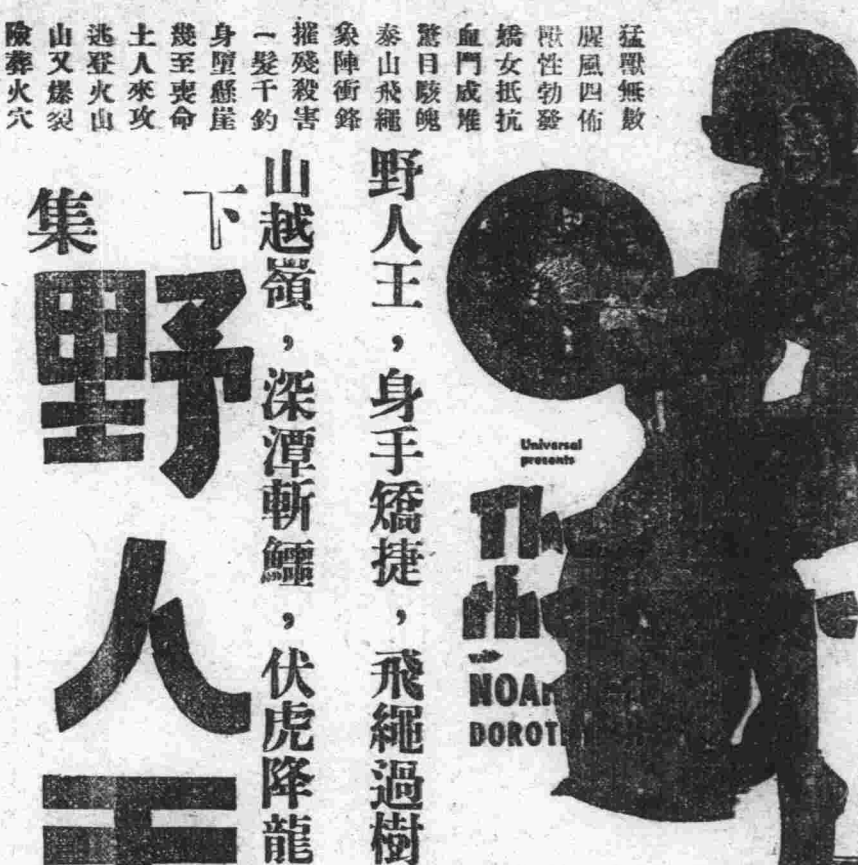 猛獸無數
腥風四佈
獸性勃發
嬌女抵抗
血鬥成堆
驚目駭魄
泰山飛繩
象陣衝鋒
摧殘殺害
一髮千鈞
身墮懸崖
幾至喪命
土人來攻
逃登火山
山又爆裂
險葬火穴
野人王，身手矯捷，飛繩過樹
山越嶺，深潭斬鱷，伏虎降龍
下集
野人王
Universal
presents
NOAH
DOROTH